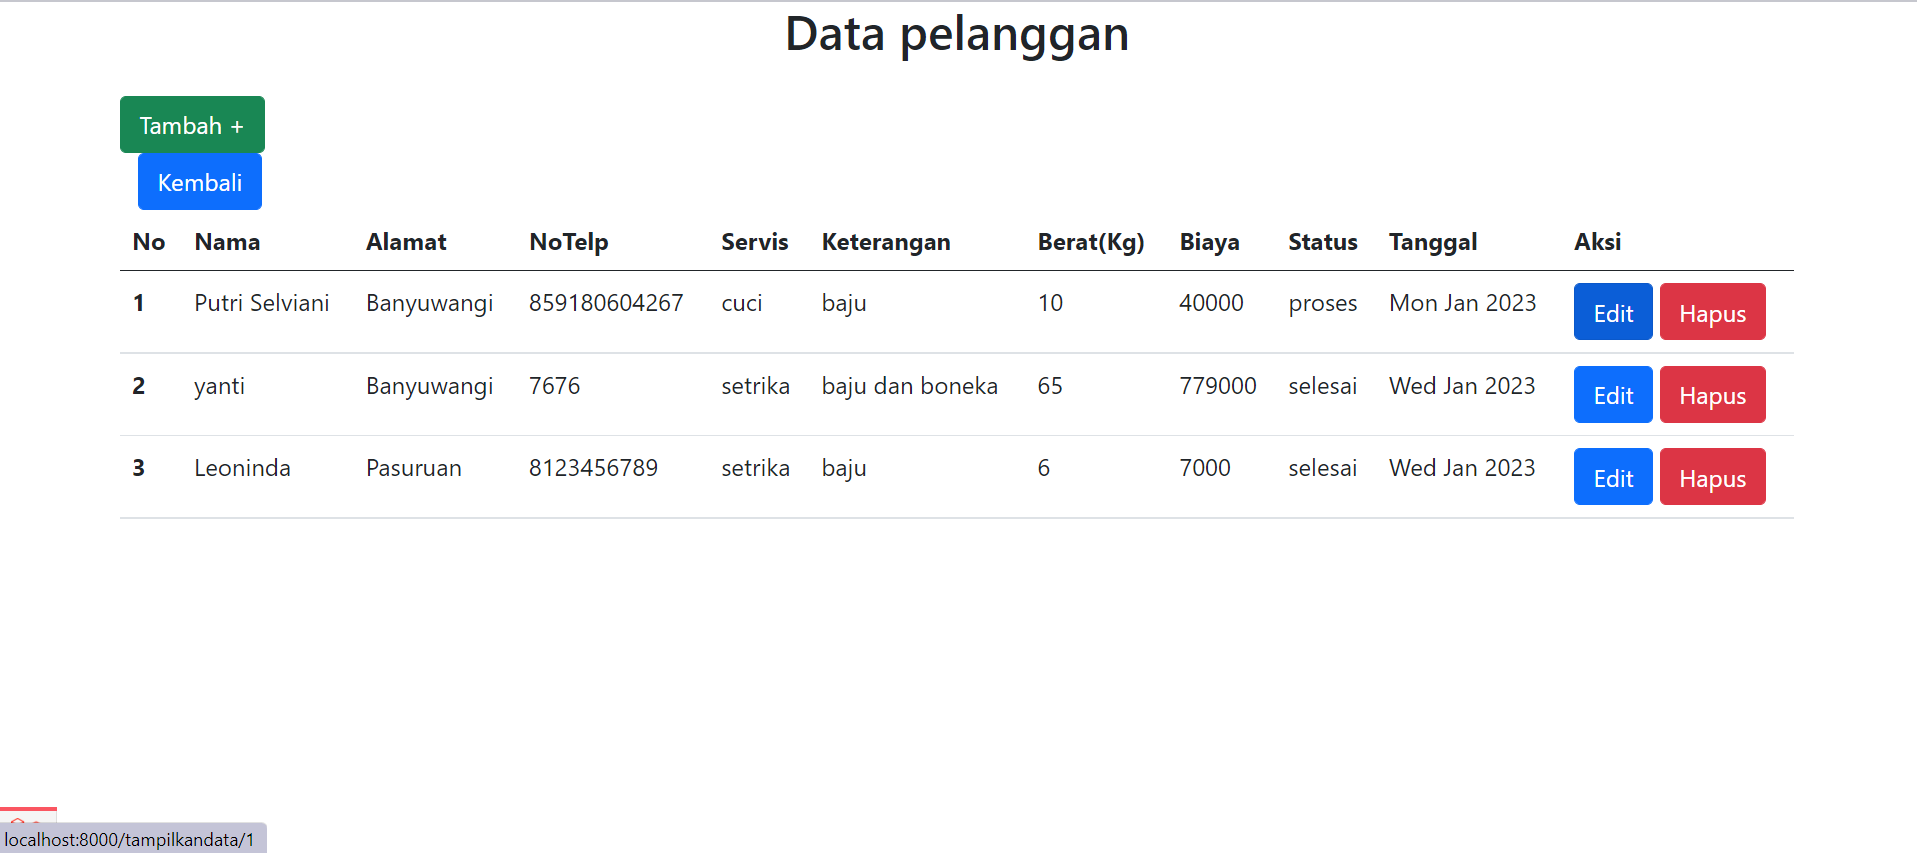 Data pelanggan
Tambah +
Kembali
No Nama Alamat NoTelp Servis Keterangan Berat(Kg) Biaya Status Tanggal Aksi
1 Putri Selviani Banyuwangi 859180604267 cuci baju 10 40000 proses Mon Jan 2023 Edit Hapus
2 yanti Banyuwangi 7676 setrika baju dan boneka 65 779000 selesai Wed Jan 2023 Edit Hapus
3 Leoninda Pasuruan 8123456789 setrika baju 6 7000 selesai Wed Jan 2023 Edit Hapus
localhost:8000/tampilkandata/1